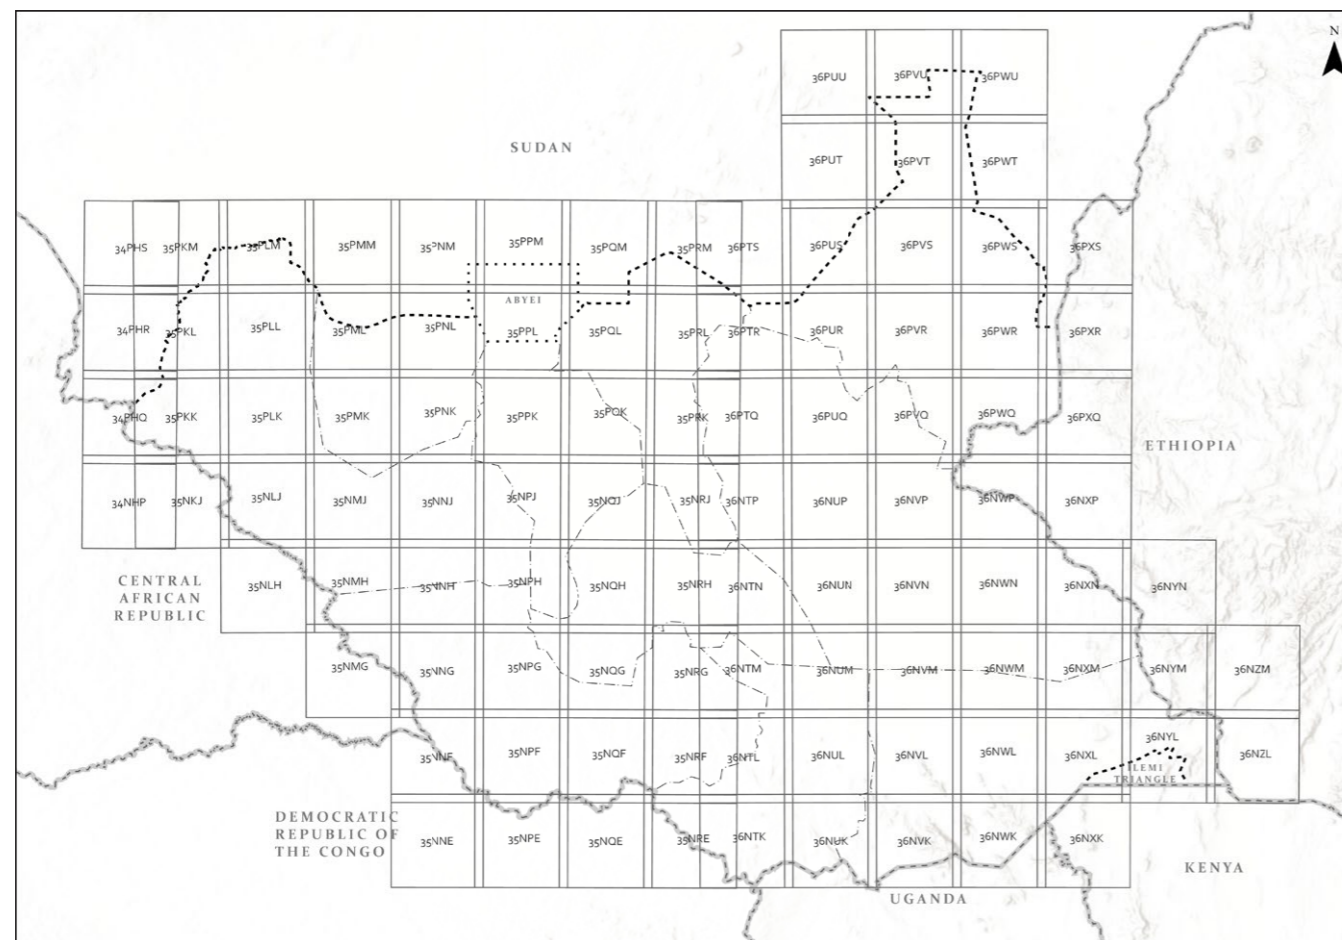 N
36PUU 36PVU 36PWU
SUDAN
36PUT 36PVT 36PWT
34PHS 35PKM 35PLM 35PMM 35PNM 35PPM 35PQM 35PRM 36PTS 36PUS 36PVS 36PWS 36PXS
ABYEI
34PHR 35PKL 35PLL 35PML 35PNL 35PPL 35PQL 35PRL 36PTR 36PUR 36PVR 36PWR 36PXR
34PHQ 35PKK 35PLK 35PMK 35PNK 35PPK 35PQK 35PRK 36PTQ 36PUQ 36PVQ 36PWQ 36PXQ
ETHIOPIA
34NHP 35NKJ 35NLJ 35NMJ 35NNJ 35NPJ 35NQJ 35NRJ 36NTP 36NUP 36NVP 36NWP 36NXP
CENTRAL
AFRICAN
REPUBLIC
35NLH 35NMH 35NNH 35NPH 35NQH 35NRH 36NTN 36NUN 36NVN 36NWN 36NXN 36NYN
35NMG 35NNG 35NPG 35NQG 35NRG 36NTM 36NUM 36NVM 36NWM 36NXM 36NYM 36NZM
35NNF 35NPF 35NQF 35NRF 36NTL 36NUL 36NVL 36NWL 36NXL 36NYL 36NZL
ILEMI
TRIANGLE
DEMOCRATIC
REPUBLIC OF
THE CONGO
35NNE 35NPE 35NQE 35NRE 36NTK 36NUK 36NVK 36NWK 36NXK
KENYA
UGANDA